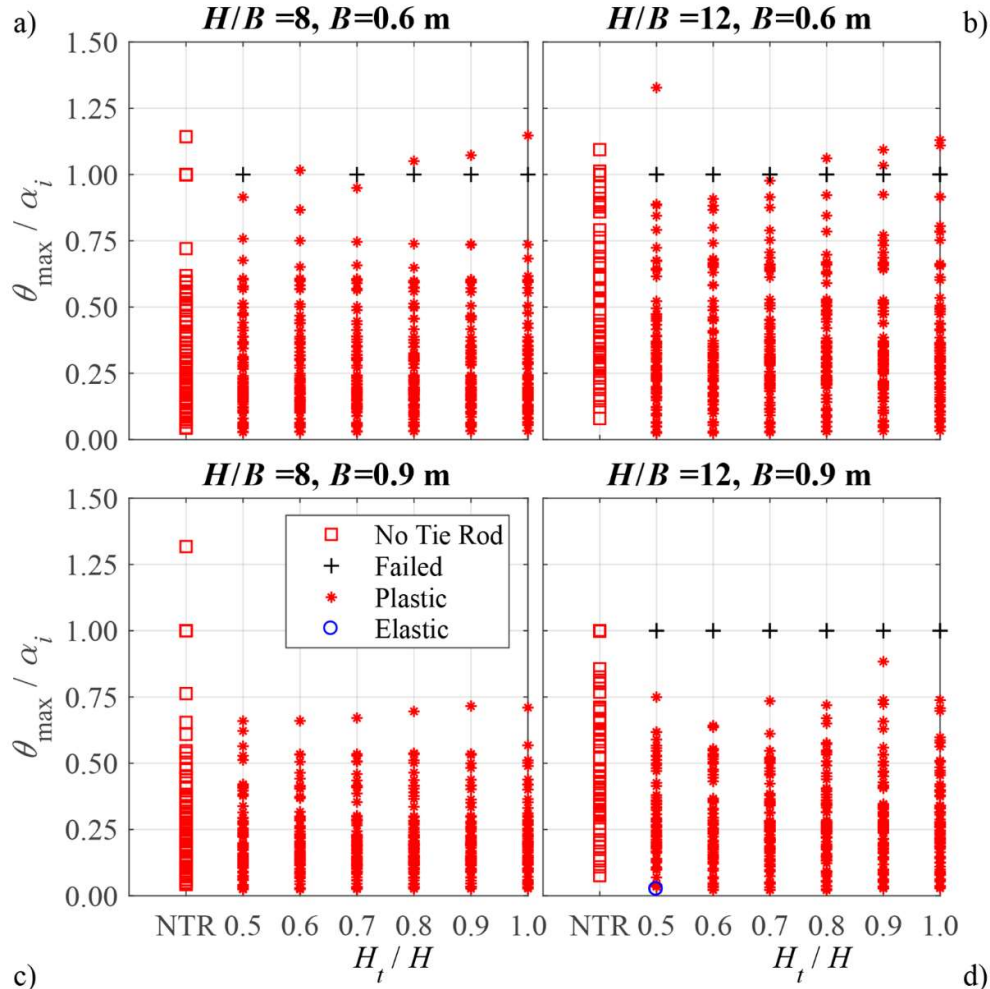 a)
H/B =8, B=0.6 m
H/B =12, B=0.6 m
b)
θmax / αi
1.50
1.25
1.00
0.75
0.50
0.25
0.00
H/B =8, B=0.9 m
H/B =12, B=0.9 m
θmax / αi
1.50
1.25
1.00
0.75
0.50
0.25
0.00
No Tie Rod
Failed
Plastic
Elastic
NTR 0.5 0.6 0.7 0.8 0.9 1.0
NTR 0.5 0.6 0.7 0.8 0.9 1.0
Ht / H
Ht / H
c)
d)